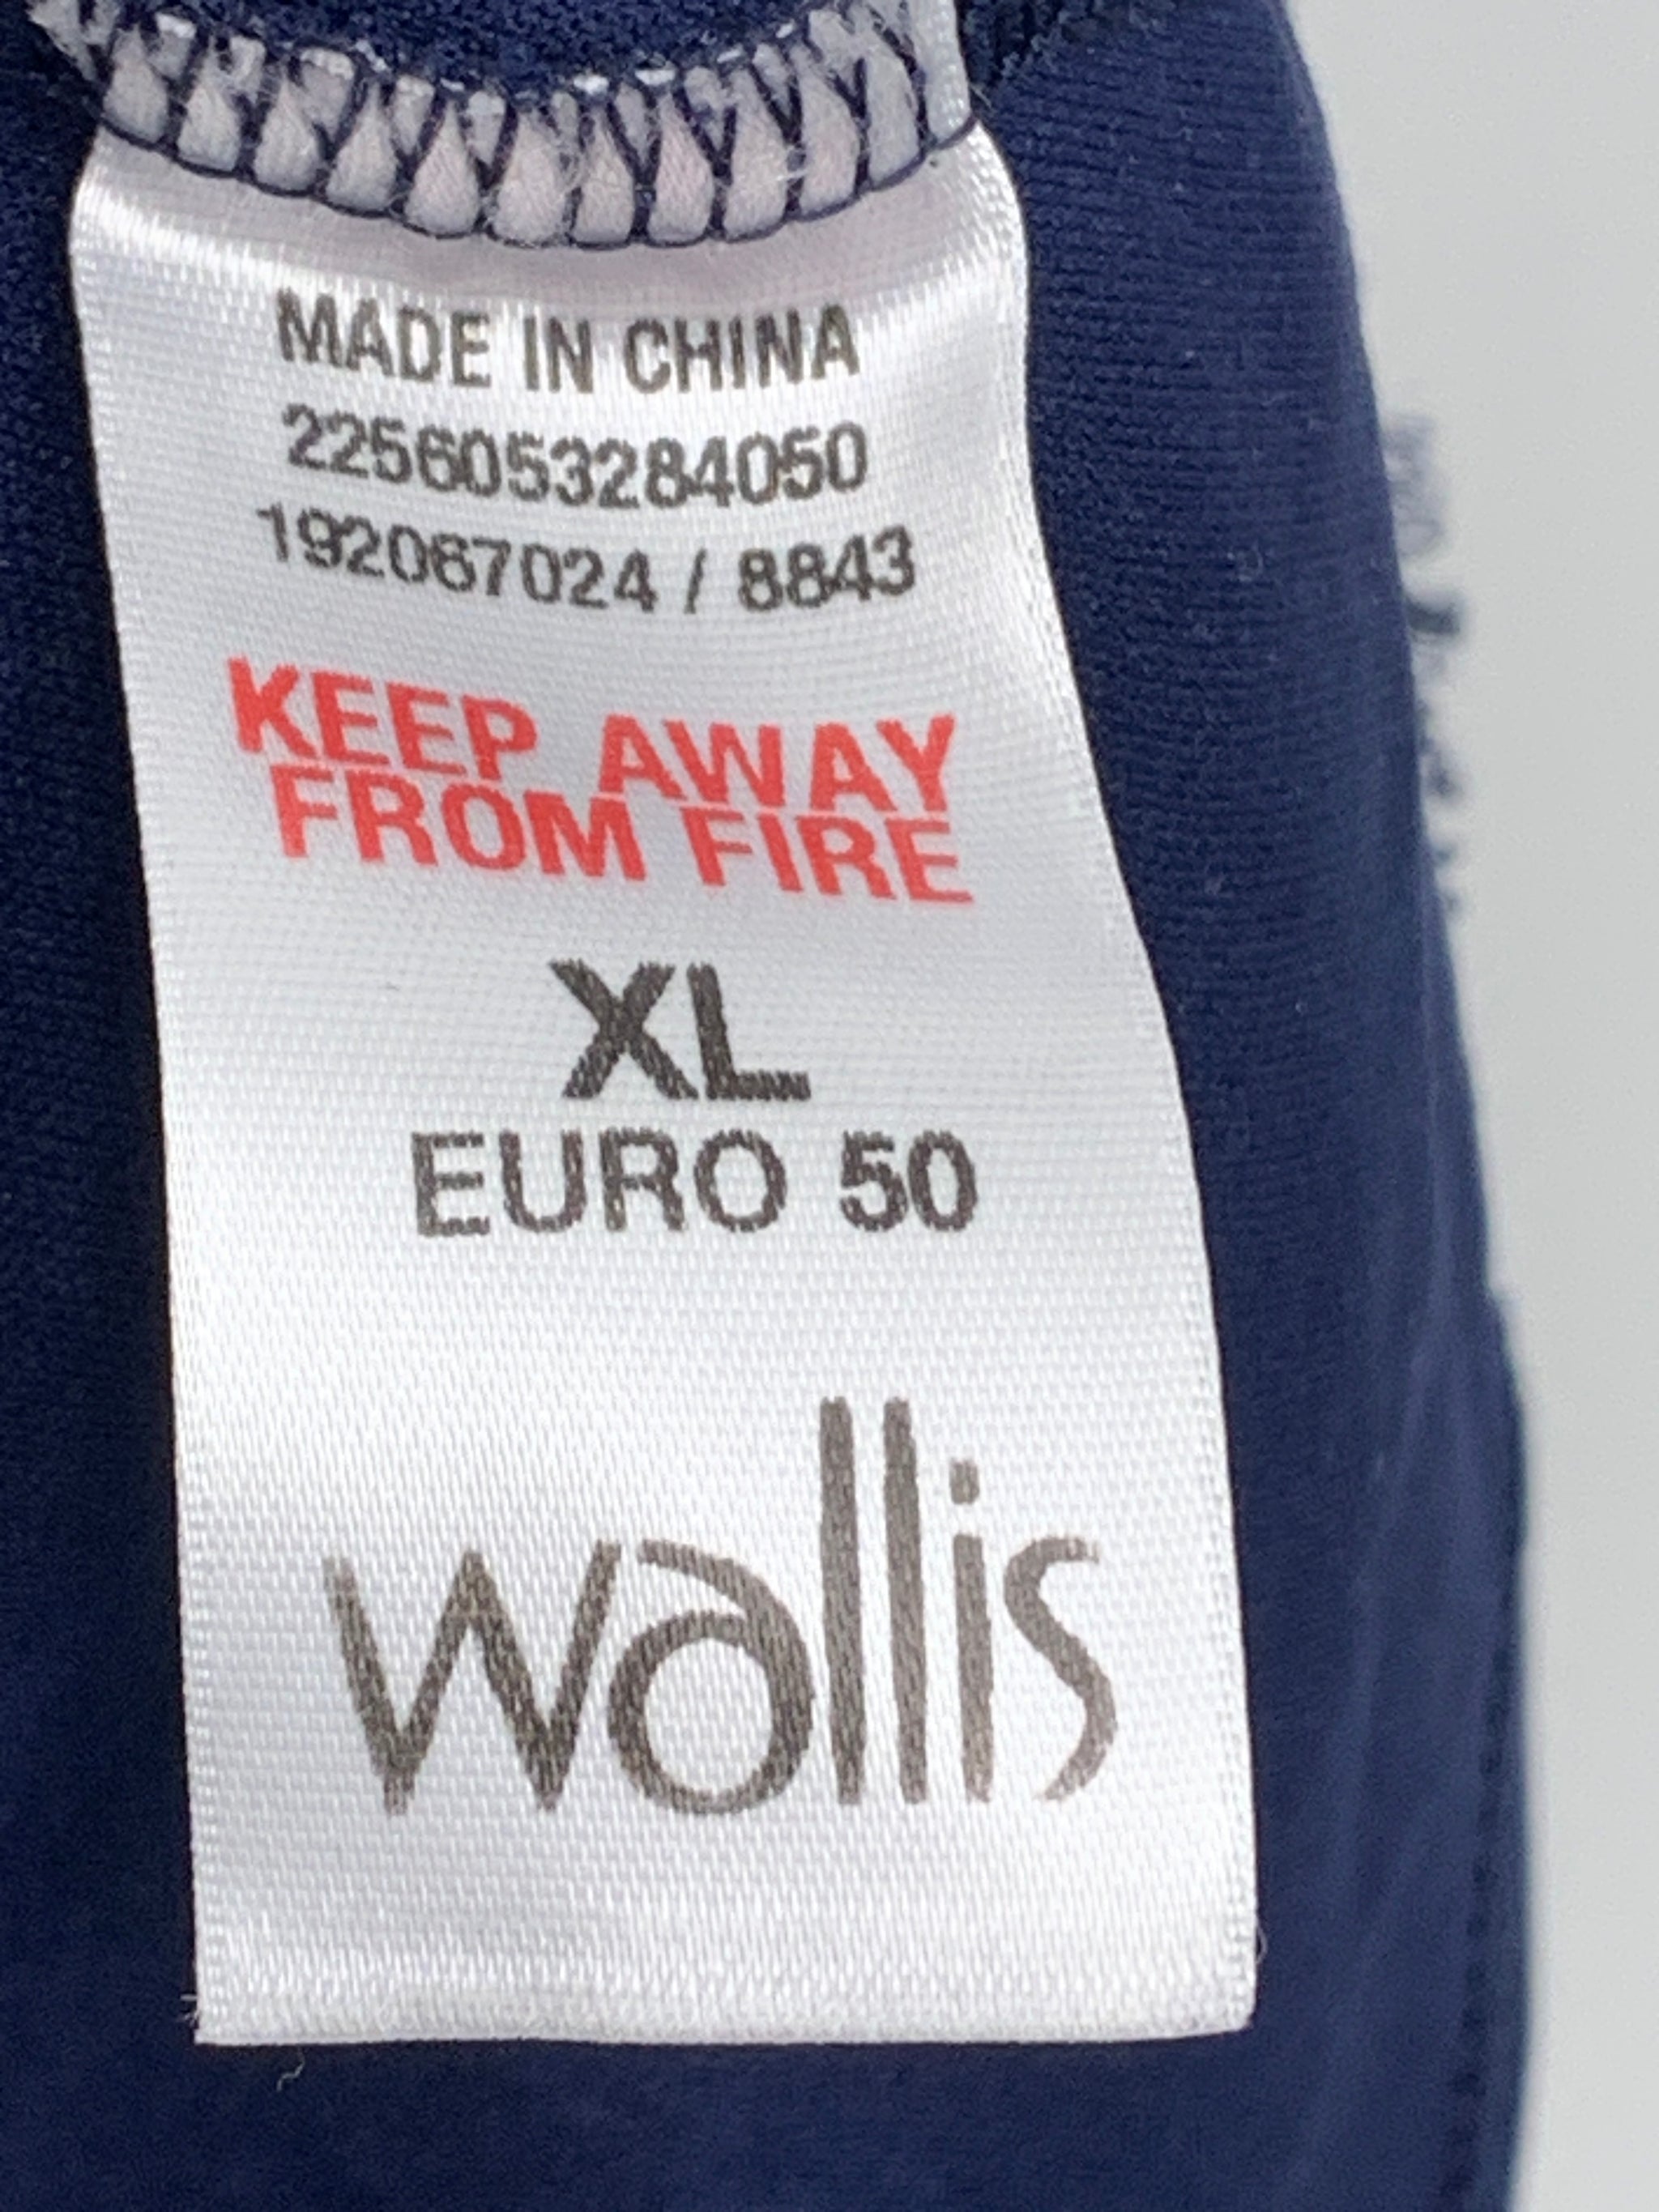 MADE IN CHINA
2256053284050
192067024 / 8843
KEEP AWAY
FROM FIRE
XL
EURO 50
wallis